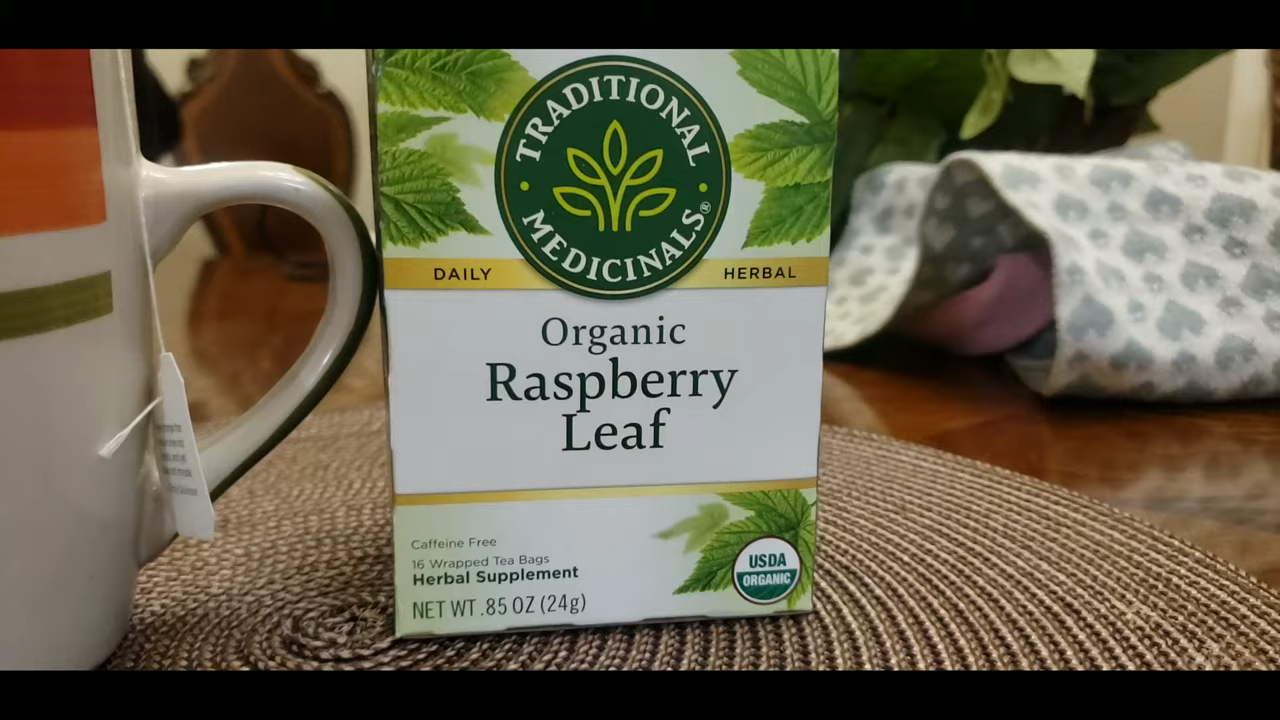 TRADITIONAL
MEDICINALS®
DAILY
HERBAL
Organic
Raspberry
Leaf
Caffeine Free
16 Wrapped Tea Bags
Herbal Supplement
NET WT .85 OZ (24g)
USDA
ORGANIC